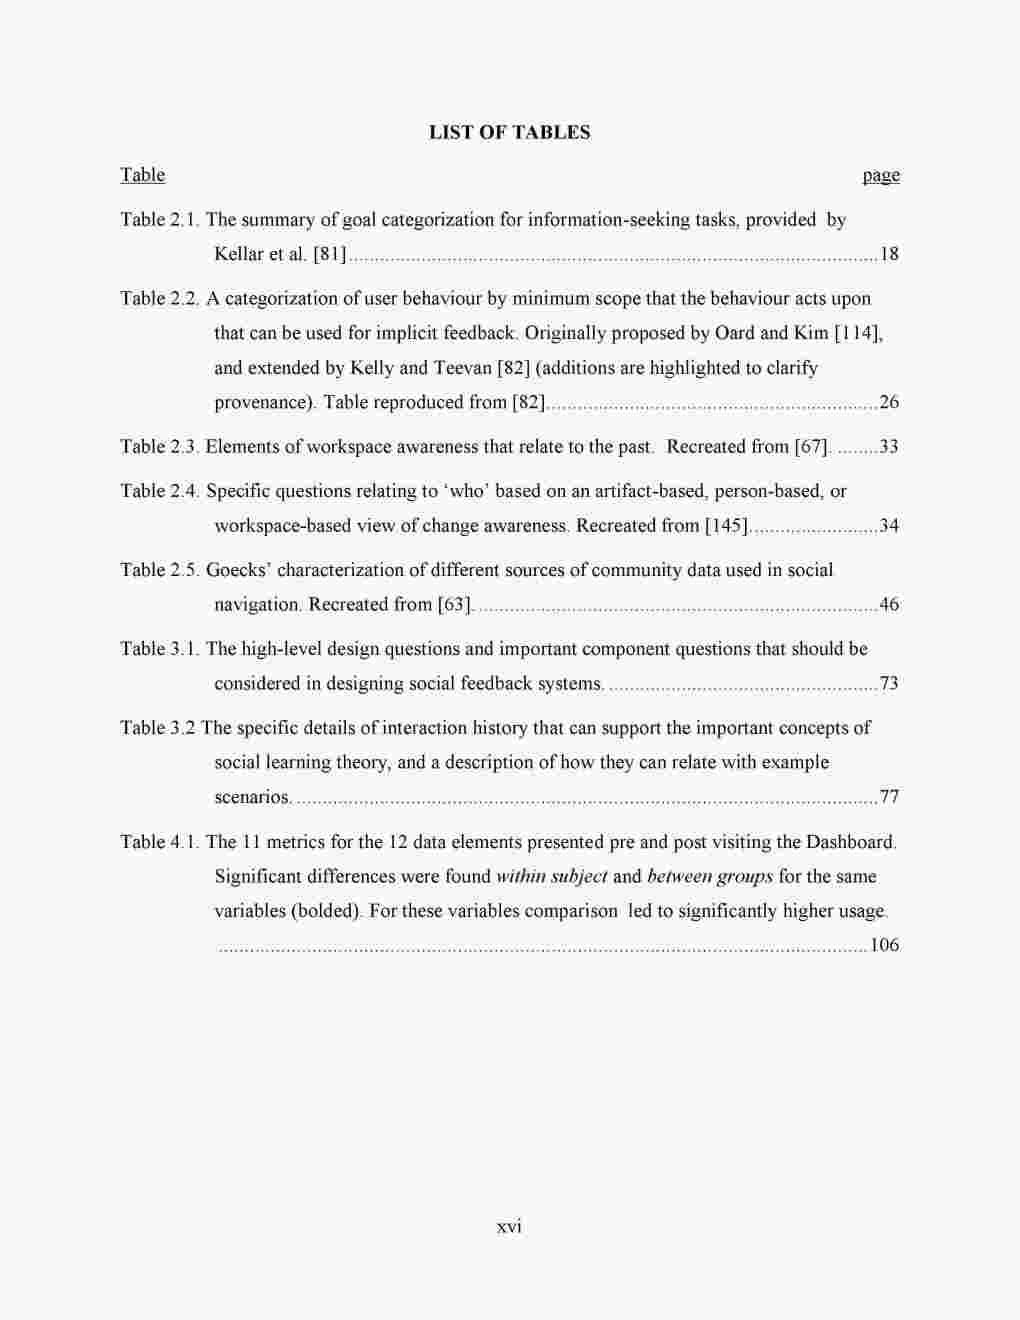 LIST OF TABLES
Table page
Table 2.1. The summary of goal categorization for information-seeking tasks, provided by
Kellar et al. [81]..........18
Table 2.2. A categorization of user behaviour by minimum scope that the behaviour acts upon
that can be used for implicit feedback. Originally proposed by Oard and Kim [114],
and extended by Kelly and Teevan [82] (additions are highlighted to clarify
provenance). Table reproduced from [82]..........26
Table 2.3. Elements of workspace awareness that relate to the past. Recreated from [67]. ........33
Table 2.4. Specific questions relating to ‘who’ based on an artifact-based, person-based, or
workspace-based view of change awareness. Recreated from [145]..........34
Table 2.5. Goecks’ characterization of different sources of community data used in social
navigation. Recreated from [63]. ..........46
Table 3.1. The high-level design questions and important component questions that should be
considered in designing social feedback systems. ..........73
Table 3.2 The specific details of interaction history that can support the important concepts of
social learning theory, and a description of how they can relate with example
scenarios. ..........77
Table 4.1. The 11 metrics for the 12 data elements presented pre and post visiting the Dashboard.
Significant differences were found within subject and between groups for the same
variables (bolded). For these variables comparison led to significantly higher usage.
..........106
xvi